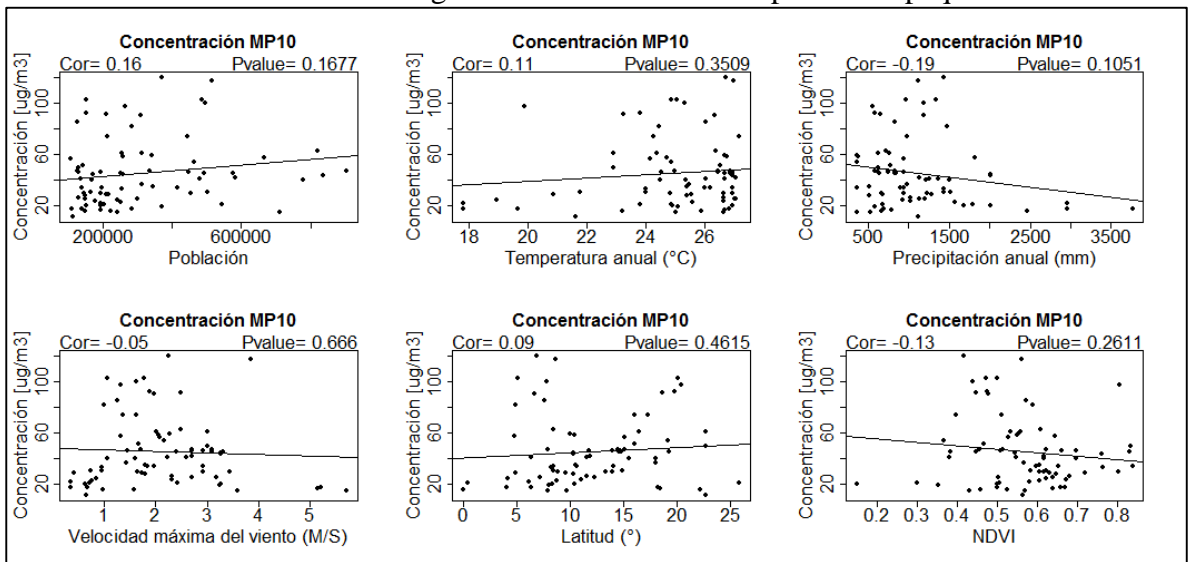 Concentración MP10
Cor= 0.16 Pvalue= 0.1677
Concentración [ug/m3]
100
60
20
200000 600000
Población
Concentración MP10
Cor= 0.11 Pvalue= 0.3509
Concentración [ug/m3]
100
60
20
18 20 22 24 26
Temperatura anual (°C)
Concentración MP10
Cor= -0.19 Pvalue= 0.1051
Concentración [ug/m3]
100
60
20
500 1500 2500 3500
Precipitación anual (mm)
Concentración MP10
Cor= -0.05 Pvalue= 0.666
Concentración [ug/m3]
100
60
20
1 2 3 4 5
Velocidad máxima del viento (M/S)
Concentración MP10
Cor= 0.09 Pvalue= 0.4615
Concentración [ug/m3]
100
60
20
0 5 10 15 20 25
Latitud (°)
Concentración MP10
Cor= -0.13 Pvalue= 0.2611
Concentración [ug/m3]
100
60
20
0.2 0.3 0.4 0.5 0.6 0.7 0.8
NDVI